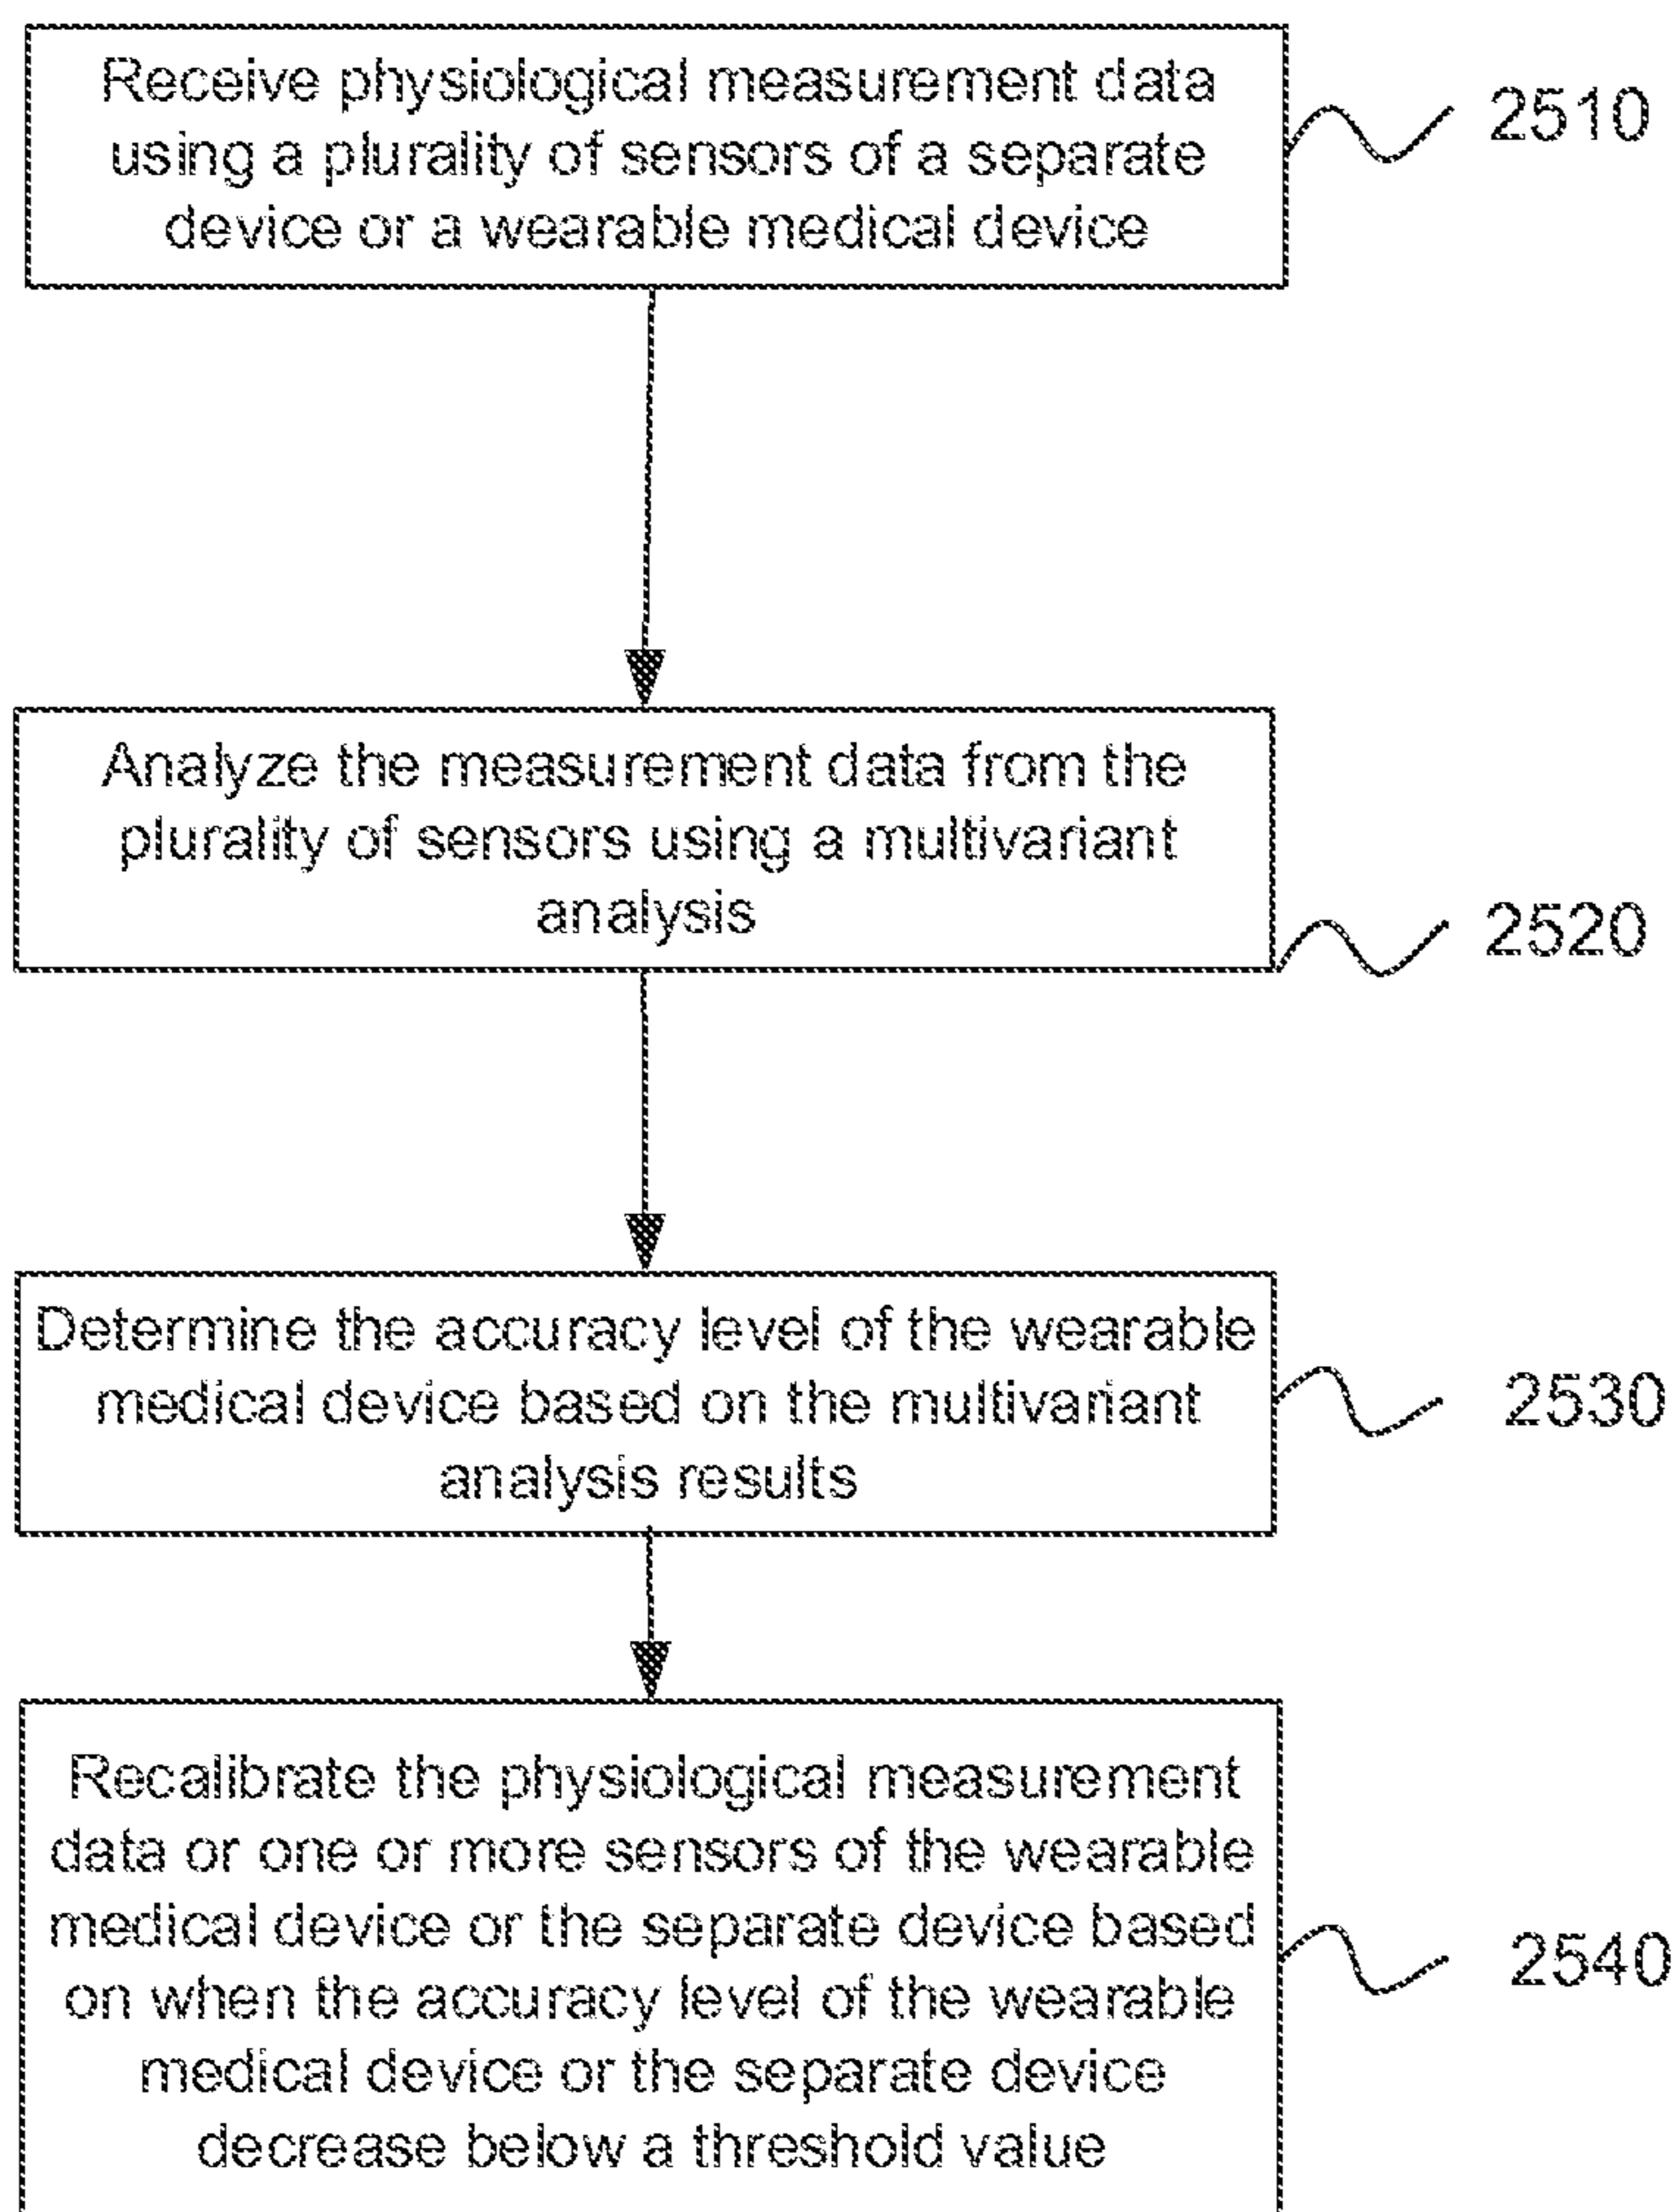 Receive physiological measurement data
using a plurality of sensors of a separate
device or a wearable medical device
2510
Analyze the measurement data from the
plurality of sensors using a multivariant
analysis
2520
Determine the accuracy level of the wearable
medical device based on the multivariant
analysis results
2530
Recalibrate the physiological measurement
data or one or more sensors of the wearable
medical device or the separate device based
on when the accuracy level of the wearable
medical device or the separate device
decrease below a threshold value
2540